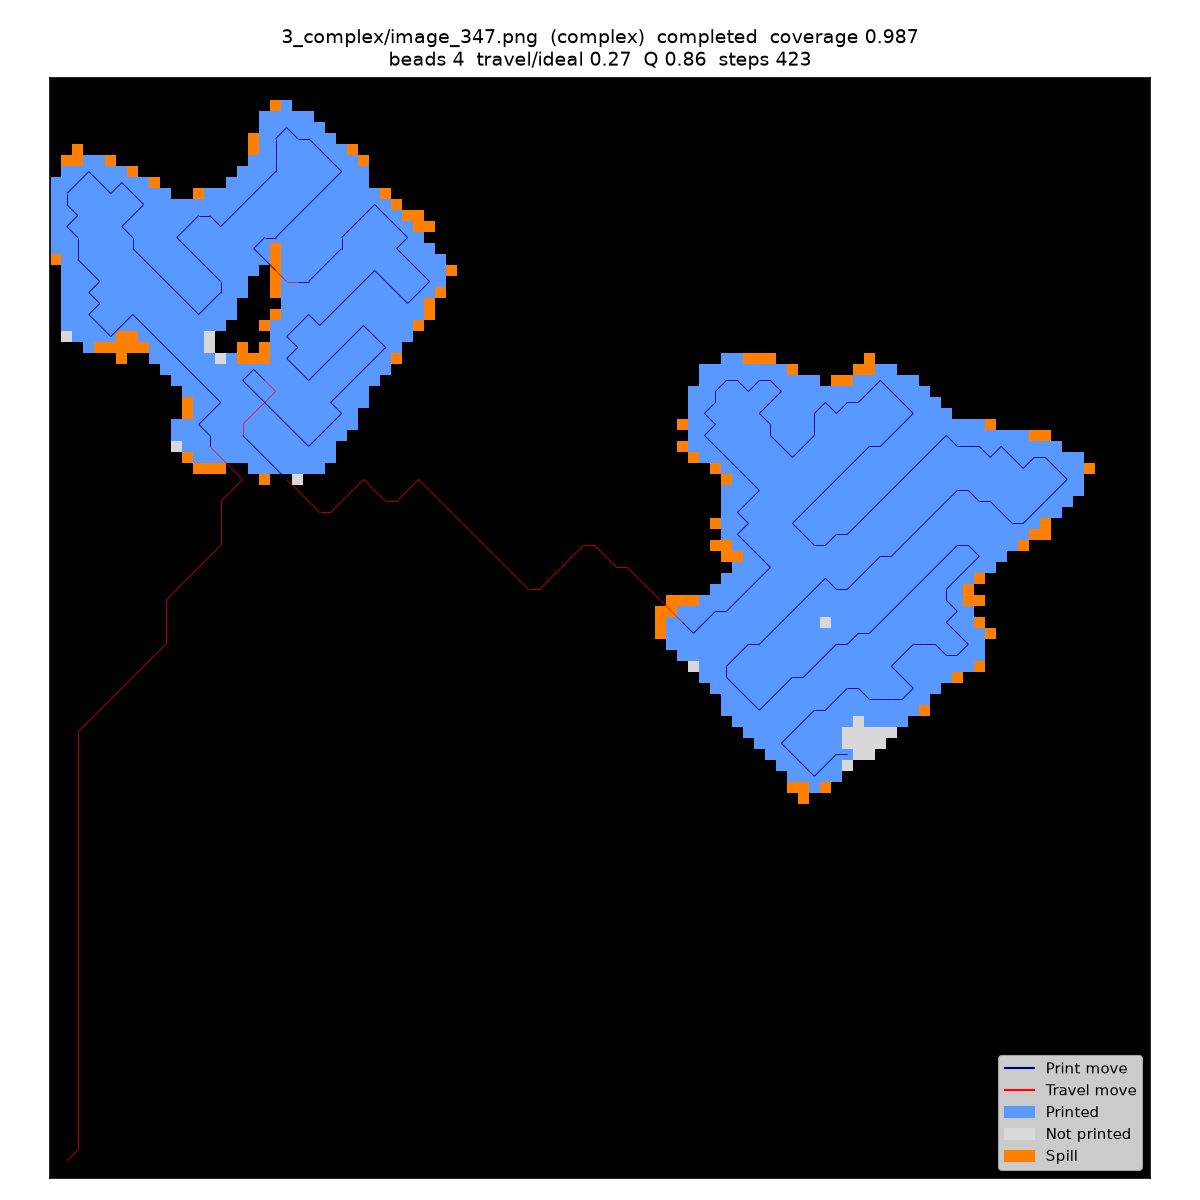 3_complex/image_347.png  (complex)  completed  coverage 0.987
beads 4  travel/ideal 0.27  Q 0.86  steps 423
Print move
Travel move
Printed
Not printed
Spill